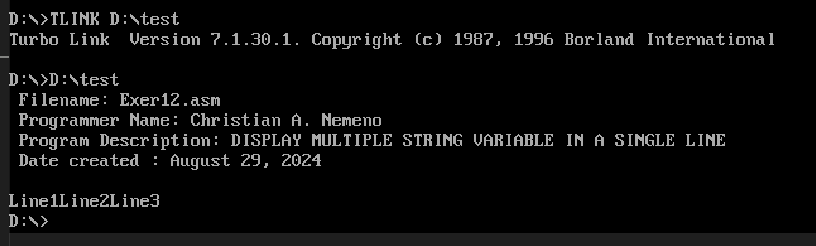 D:\>TLINK D:\test
Turbo Link  Version 7.1.30.1. Copyright (c) 1987, 1996 Borland International
D:\>D:\test
Filename: Exer12.asm
Programmer Name: Christian A. Nemeno
Program Description: DISPLAY MULTIPLE STRING VARIABLE IN A SINGLE LINE
Date created : August 29, 2024
Line1Line2Line3
D:\>